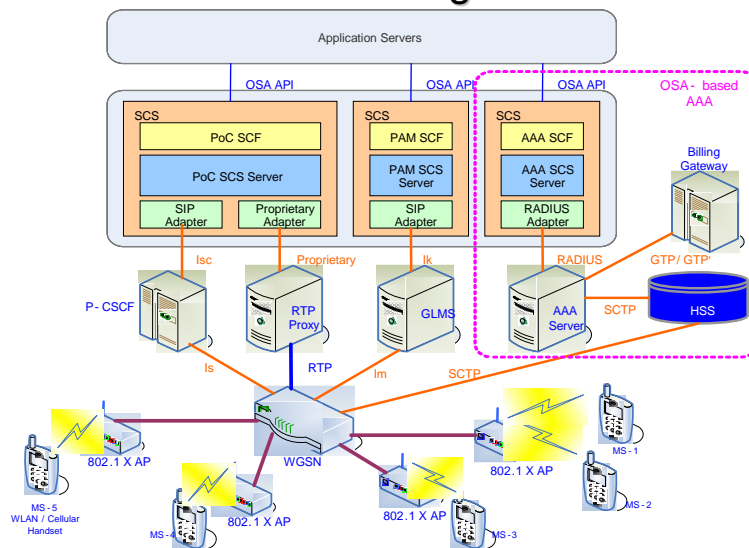 Application Servers
OSA API
OSA API
OSA API
OSA - based
AAA
SCS
SCS
SCS
PoC SCF
PAM SCF
AAA SCF
PoC SCS Server
PAM SCS
Server
AAA SCS
Server
Billing
Gateway
SIP
Adapter
Proprietary
Adapter
SIP
Adapter
RADIUS
Adapter
Isc
Proprietary
Ik
RADIUS
GTP/ GTP'
P - CSCF
RTP
Proxy
GLMS
AAA
Server
SCTP
HSS
Is
RTP
Im
SCTP
WGSN
802.1 X AP
802.1 X AP
802.1 X AP
802.1 X AP
MS - 1
MS - 2
MS - 3
MS - 4
MS - 5
WLAN / Cellular
Handset